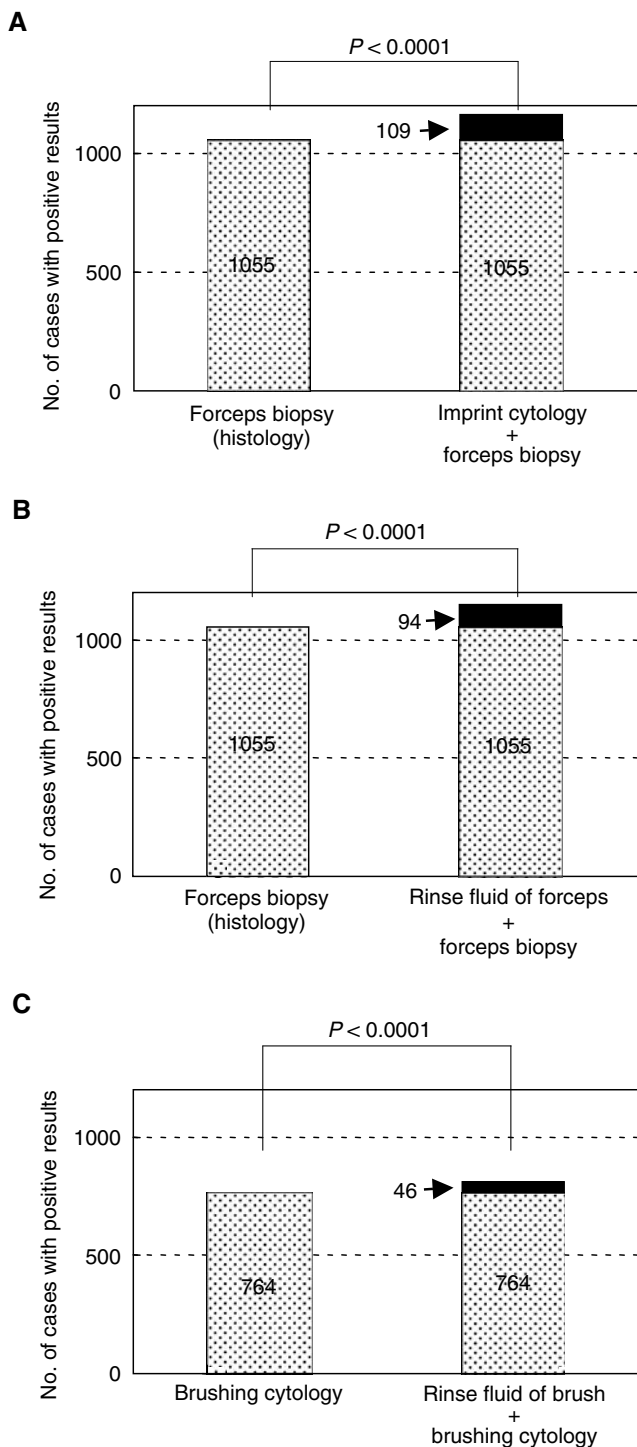 A
P < 0.0001
No. of cases with positive results
1000
500
0
109
1055
1055
Forceps biopsy
(histology)
Imprint cytology
+
forceps biopsy
B
P < 0.0001
No. of cases with positive results
1000
500
0
94
1055
1055
Forceps biopsy
(histology)
Rinse fluid of forceps
+
forceps biopsy
C
P < 0.0001
No. of cases with positive results
1000
500
0
46
764
764
Brushing cytology
Rinse fluid of brush
+
brushing cytology